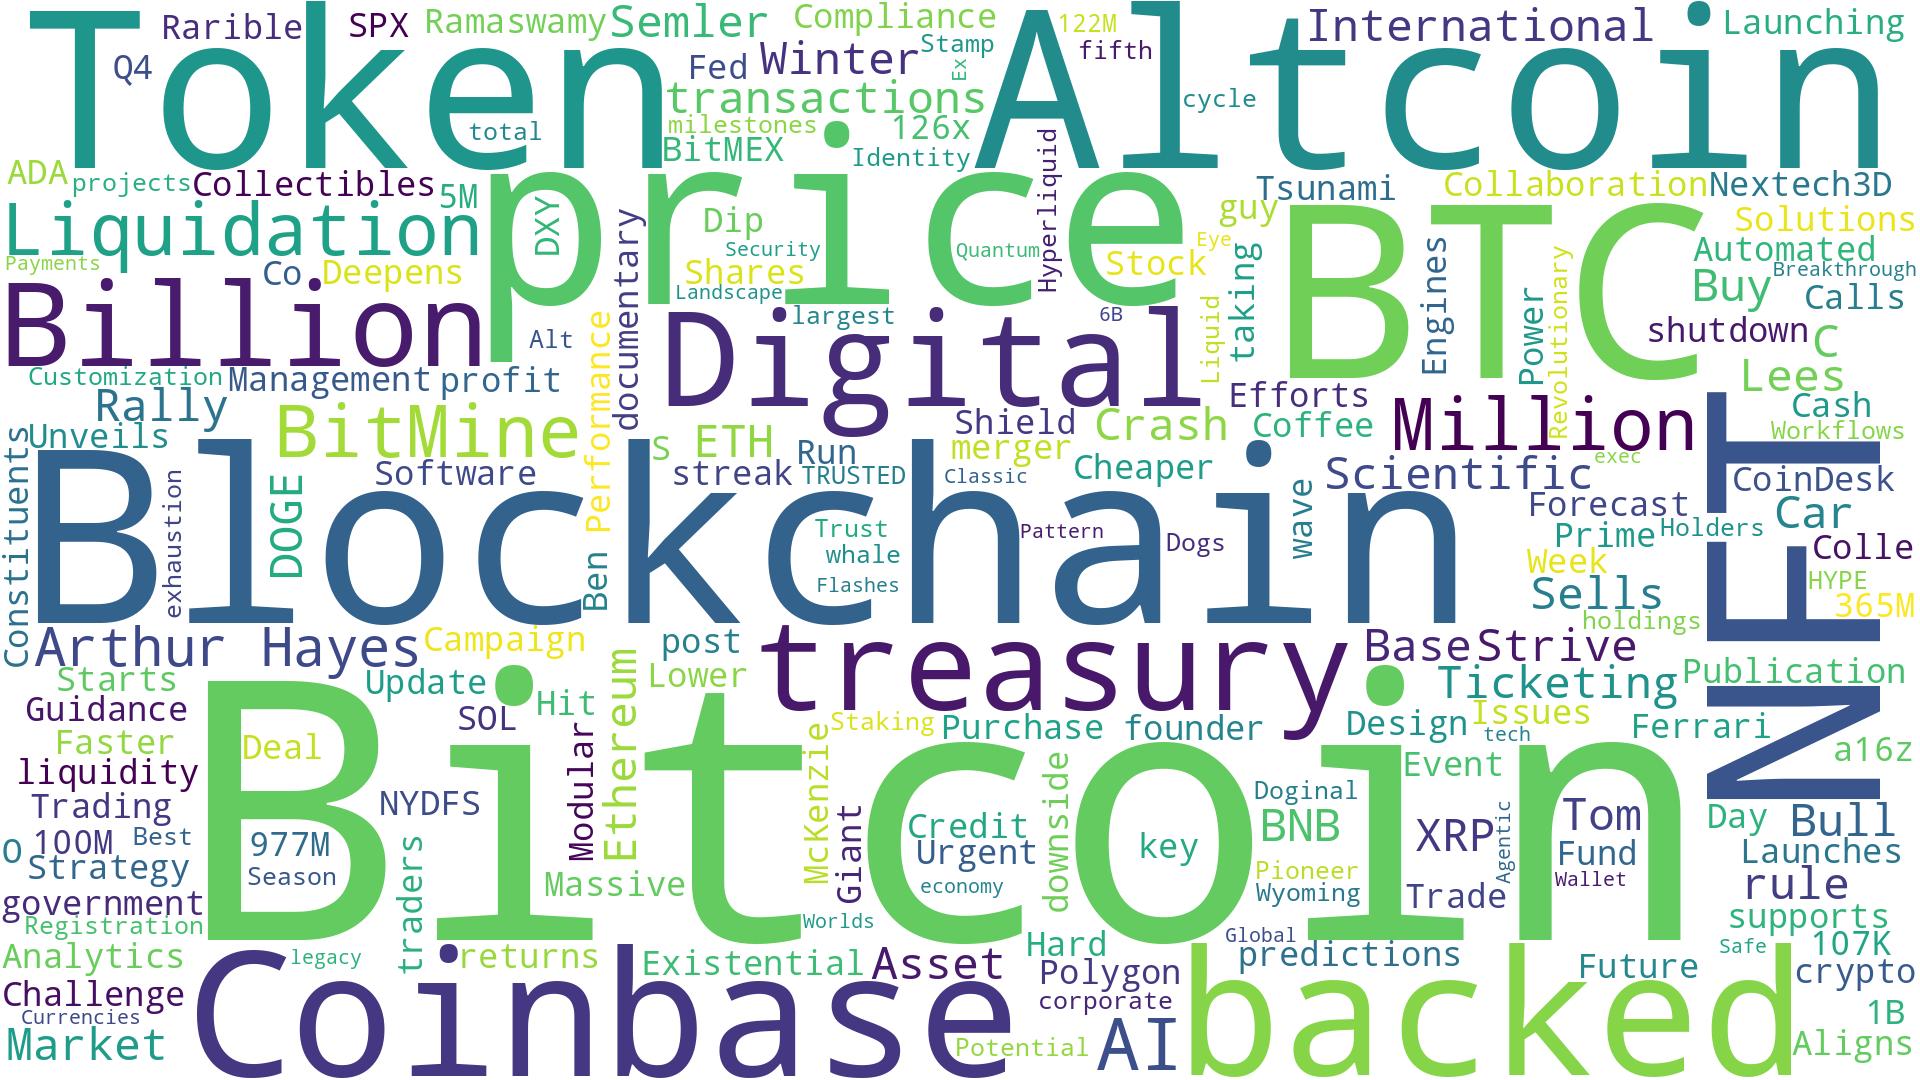 Token
Altcoin
Rarible
SPX
Ramaswamy
Semler
Compliance
122M
International
Launching
Q4
Fed
Winter
Stamp
Ex
fifth
total
transactions
milestones
BitMEX
126x
Identity
cycle
Hyperliquid
ADA
projects
Collectibles
5M
price
Tsunami
Collaboration
Nextech3D
Liquidation
DXY
documentary
Dip
Security
Quantum
Eye
guy
BTC
Solutions
Payments
Co
Deepens
Shares
Landscape
Stock
taking
Engines
Revolutionary
Automated
Breakthrough
Billion
Alt
Performance
largest
6B
Liquid
Power
Buy
Calls
Digital
shutdown
C
Customization
Management
profit
Efforts
Lees
Rally
BitMine
Shield
Crash
Coffee
Million
Cash
Workflows
Unveils
Constituents
S
ETH
Run
merger
NFT
Blockchain
exhaustion
DOGE
Software
streak
TRUSTED
Classic
Cheaper
wave
Scientific
exec
CoinDesk
Forecast
Car
Ben
Trust
whale
Flashes
Pattern
Dogs
Prime
Holders
Colle
Week
HYPE
Sells
365M
holdings
Arthur Hayes
Campaign
post
treasury
Base
Strive
Starts
Update
Hit
Ethereum
Lower
Ticketing
Publication
Guidance
Bitcoin
SOL
Modular
Staking
Purchase
founder
Design
Issues
tech
Ferrari
Faster
Deal
McKenzie
downside
Event
a16z
liquidity
Trading
NYDFS
Giant
Doginal
Agentic
100M
Best
977M
traders
Credit
Urgent
key
BNB
XRP
Tom
Day
Bull
O
Strategy
Season
Massive
economy
Pioneer
Wyoming
Trade
Fund
Wallet
Launches
rule
government
Registration
Worlds
Global
supports
Analytics
legacy
returns
Existential
Asset
Hard
predictions
Safe
107K
Challenge
Currencies
Coinbase
Polygon
corporate
backed
Future
crypto
Market
Potential
AI
1B
Aligns